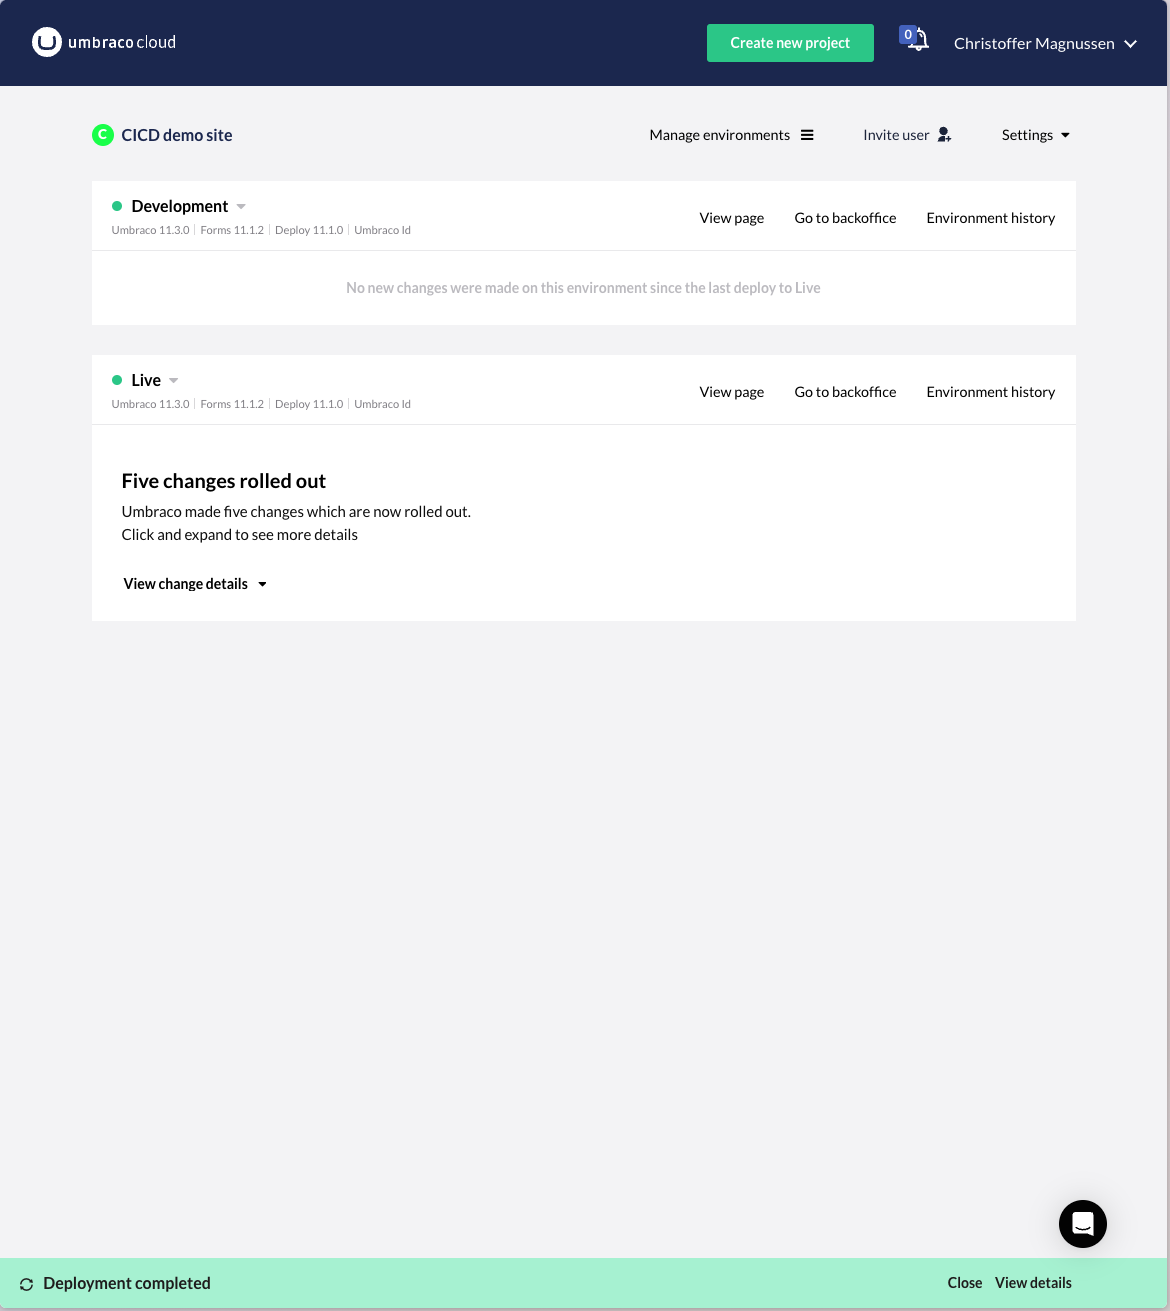 umbraco cloud
Create new project
0
Christoffer Magnussen
C CICD demo site
Manage environments
Invite user
Settings
Development
View page Go to backoffice Environment history
Umbraco 11.3.0 | Forms 11.1.2 | Deploy 11.1.0 | Umbraco Id
No new changes were made on this environment since the last deploy to Live
Live
View page Go to backoffice Environment history
Umbraco 11.3.0 | Forms 11.1.2 | Deploy 11.1.0 | Umbraco Id
Five changes rolled out
Umbraco made five changes which are now rolled out.
Click and expand to see more details
View change details
Deployment completed
Close View details